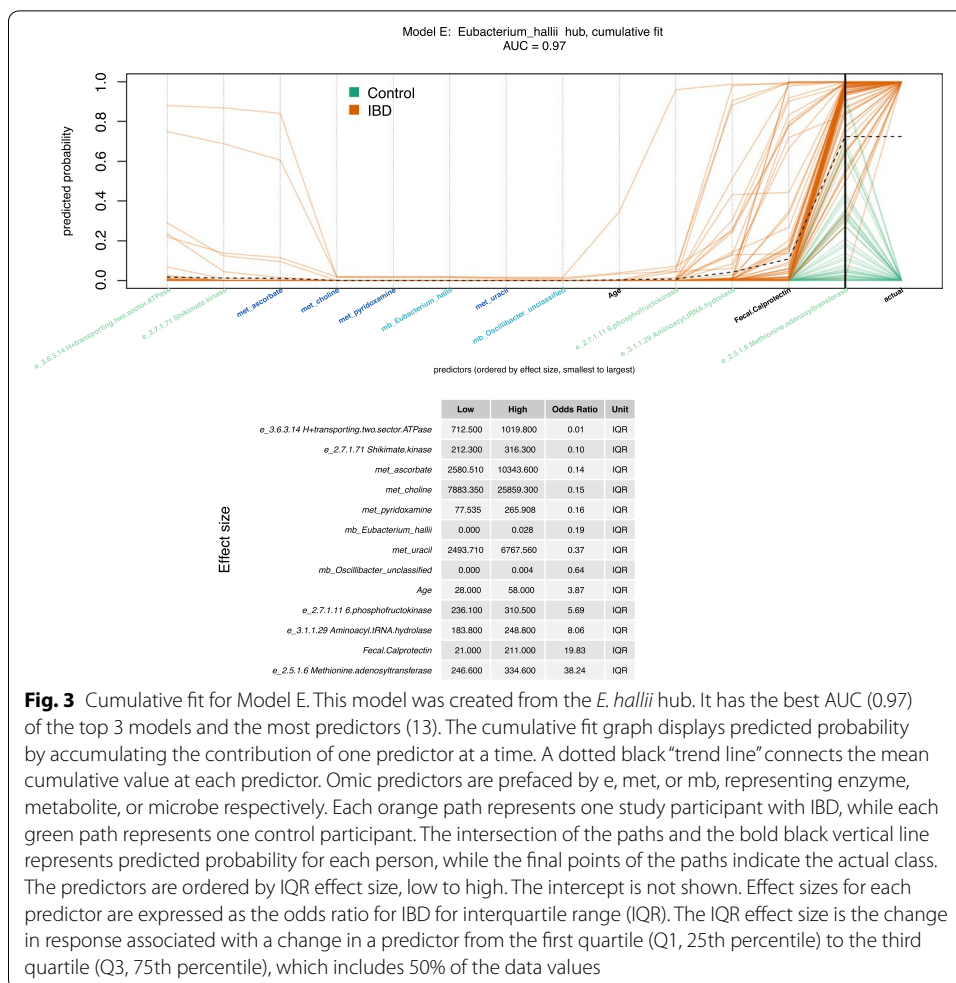 Model E: Eubacterium_hallii hub, cumulative fit
AUC = 0.97
Control
IBD
predicted probability
1.0
0.8
0.6
0.4
0.2
0.0
e_3.6.3.14 H+transporting.two.sector.ATPase
e_2.7.1.71 Shikimate.kinase
met_ascorbate
met_choline
met_pyridoxamine
mb_Eubacterium_hallii
met_uracil
mb_Oscillibacter_unclassified
Age
e_2.7.1.11 6.phosphofructokinase
e_3.1.1.29 Aminoacyl.tRNA.hydrolase
Fecal.Calprotectin
e_2.5.1.6 Methionine.adenosyltransferase
actual
predictors (ordered by effect size, smallest to largest)
Effect size
Low High Odds Ratio Unit
e_3.6.3.14 H+transporting.two.sector.ATPase 712.500 1019.800 0.01 IQR
e_2.7.1.71 Shikimate.kinase 212.300 316.300 0.10 IQR
met_ascorbate 2580.510 10343.600 0.14 IQR
met_choline 7883.350 25859.300 0.15 IQR
met_pyridoxamine 77.535 265.908 0.16 IQR
mb_Eubacterium_hallii 0.000 0.028 0.19 IQR
met_uracil 2493.710 6767.560 0.37 IQR
mb_Oscillibacter_unclassified 0.000 0.004 0.64 IQR
Age 28.000 58.000 3.87 IQR
e_2.7.1.11 6.phosphofructokinase 236.100 310.500 5.69 IQR
e_3.1.1.29 Aminoacyl.tRNA.hydrolase 183.800 248.800 8.06 IQR
Fecal.Calprotectin 21.000 211.000 19.83 IQR
e_2.5.1.6 Methionine.adenosyltransferase 246.600 334.600 38.24 IQR
Fig. 3 Cumulative fit for Model E. This model was created from the E. hallii hub. It has the best AUC (0.97)
of the top 3 models and the most predictors (13). The cumulative fit graph displays predicted probability
by accumulating the contribution of one predictor at a time. A dotted black “trend line” connects the mean
cumulative value at each predictor. Omic predictors are prefaced by e, met, or mb, representing enzyme,
metabolite, or microbe respectively. Each orange path represents one study participant with IBD, while each
green path represents one control participant. The intersection of the paths and the bold black vertical line
represents predicted probability for each person, while the final points of the paths indicate the actual class.
The predictors are ordered by IQR effect size, low to high. The intercept is not shown. Effect sizes for each
predictor are expressed as the odds ratio for IBD for interquartile range (IQR). The IQR effect size is the change
in response associated with a change in a predictor from the first quartile (Q1, 25th percentile) to the third
quartile (Q3, 75th percentile), which includes 50% of the data values